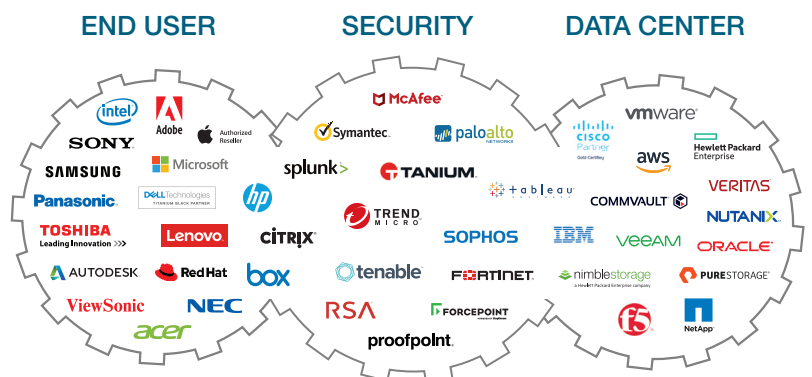 END USER
SECURITY
DATA CENTER
intel
Adobe
Authorized
Reseller
SONY
SAMSUNG
Microsoft
Panasonic
DELL Technologies
TITANIUM BLACK PARTNER
hp
TOSHIBA
Leading Innovation >>>
Lenovo
CITRIX
AUTODESK
Red Hat
box
ViewSonic
NEC
acer
McAfee
Symantec
paloalto
NETWORKS
splunk>
TANIUM
+ a b l e a u
TREND
MICRO
SOPHOS
tenable
FORTINET
RSA
FORCEPOINT
proofpoint
CISCO
Partner
Gold Certified
vmware
Hewlett Packard
Enterprise
aws
VERITAS
COMMVAULT
NUTANIX
IBM
veeAM
ORACLE
nimblestorage
a Hewlett Packard Enterprise company
PURESTORAGE
f5
NetApp